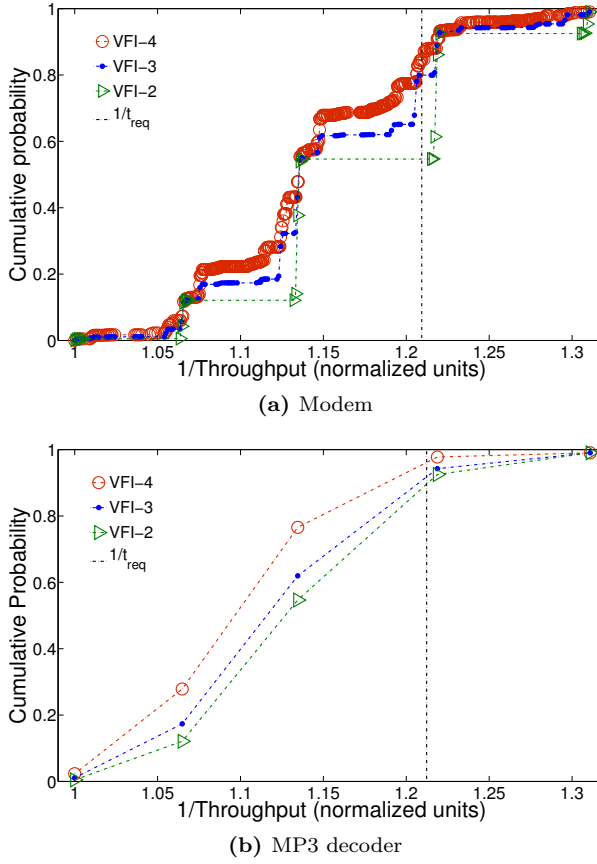 1
0.8
0.6
0.4
0.2
0
Cumulative probability
VFI-4
VFI-3
VFI-2
1/t_req
1 1.05 1.1 1.15 1.2 1.25 1.3
1/Throughput (normalized units)
(a) Modem
1
0.8
0.6
0.4
0.2
0
Cumulative Probability
VFI-4
VFI-3
VFI-2
1/t_req
1 1.05 1.1 1.15 1.2 1.25 1.3
1/Throughput (normalized units)
(b) MP3 decoder